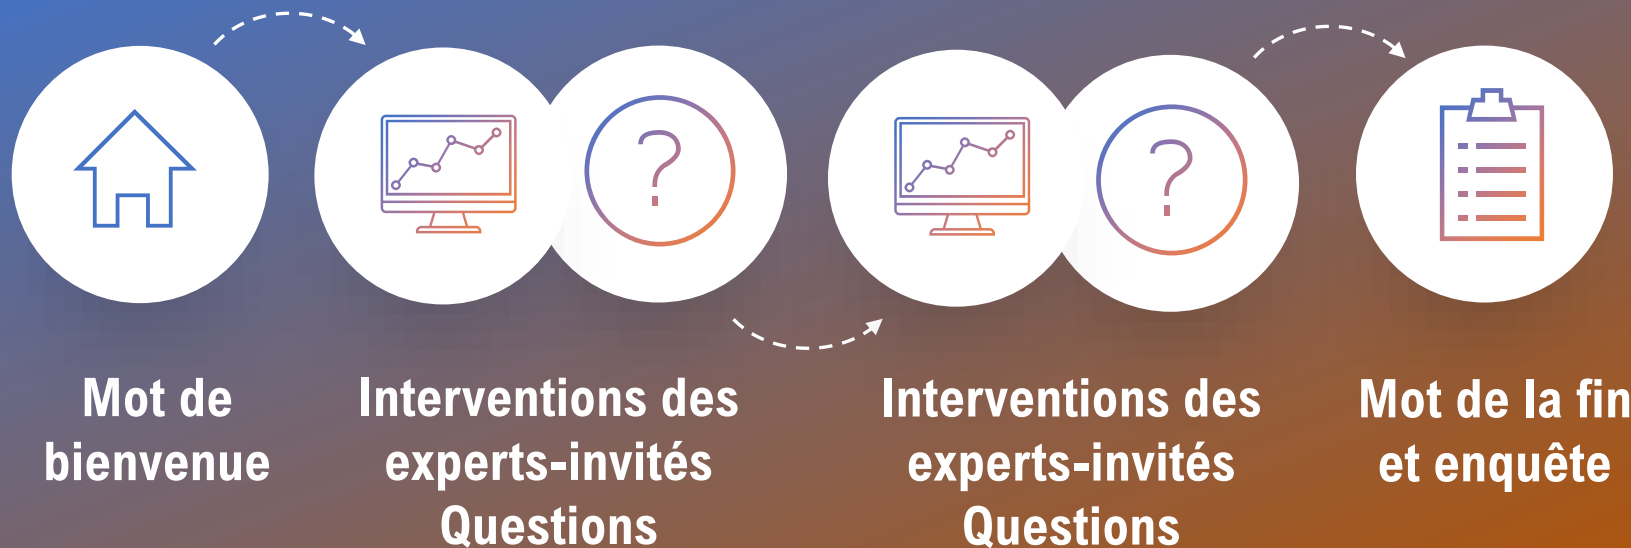 Mot de
bienvenue
Interventions des
experts-invités
Questions
Interventions des
experts-invités
Questions
Mot de la fin
et enquête